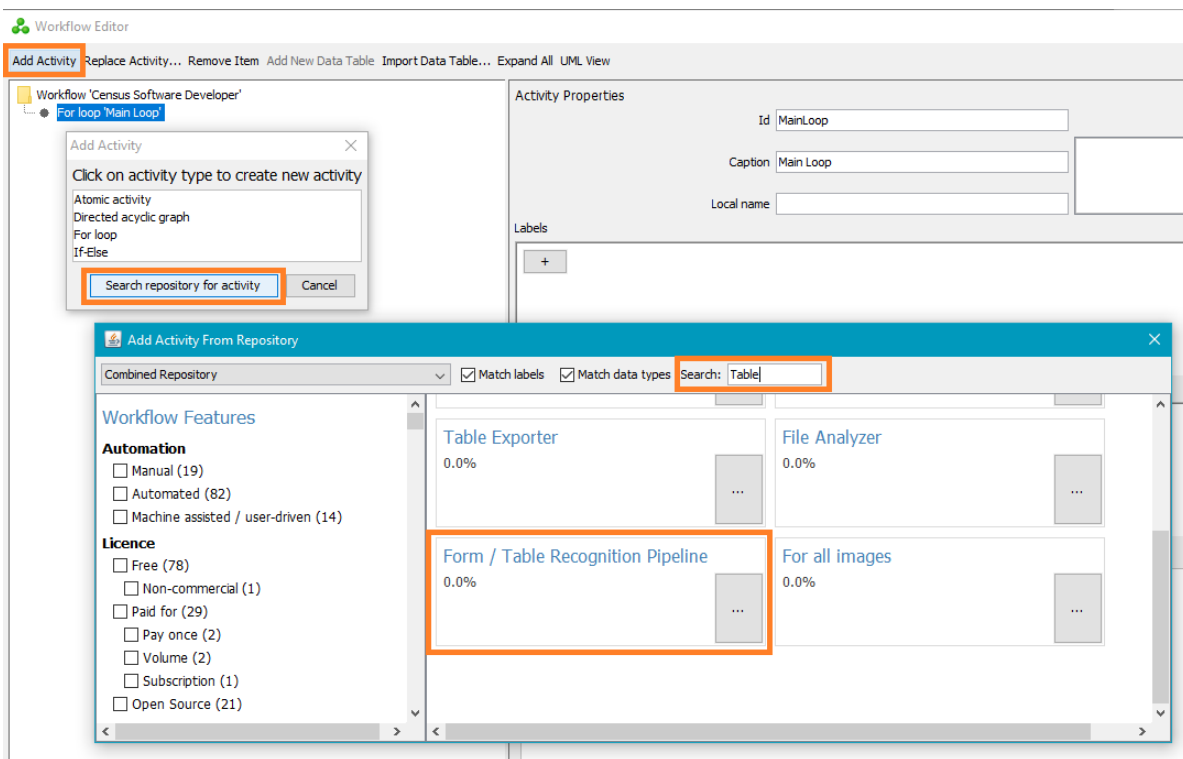 Workflow Editor
Add Activity Replace Activity... Remove Item Add New Data Table Import Data Table... Expand All UML View
Workflow 'Census Software Developer'
For loop 'Main Loop'
Activity Properties
Id MainLoop
Caption Main Loop
Local name
Labels
+
Add Activity
Click on activity type to create new activity
Atomic activity
Directed acyclic graph
For loop
If-Else
Search repository for activity Cancel
Add Activity From Repository
Combined Repository Match labels Match data types Search: Table
Workflow Features
Automation
Manual (19)
Automated (82)
Machine assisted / user-driven (14)
Licence
Free (78)
Non-commercial (1)
Paid for (29)
Pay once (2)
Volume (2)
Subscription (1)
Open Source (21)
Table Exporter
0.0%
...
File Analyzer
0.0%
...
Form / Table Recognition Pipeline
0.0%
...
For all images
0.0%
...